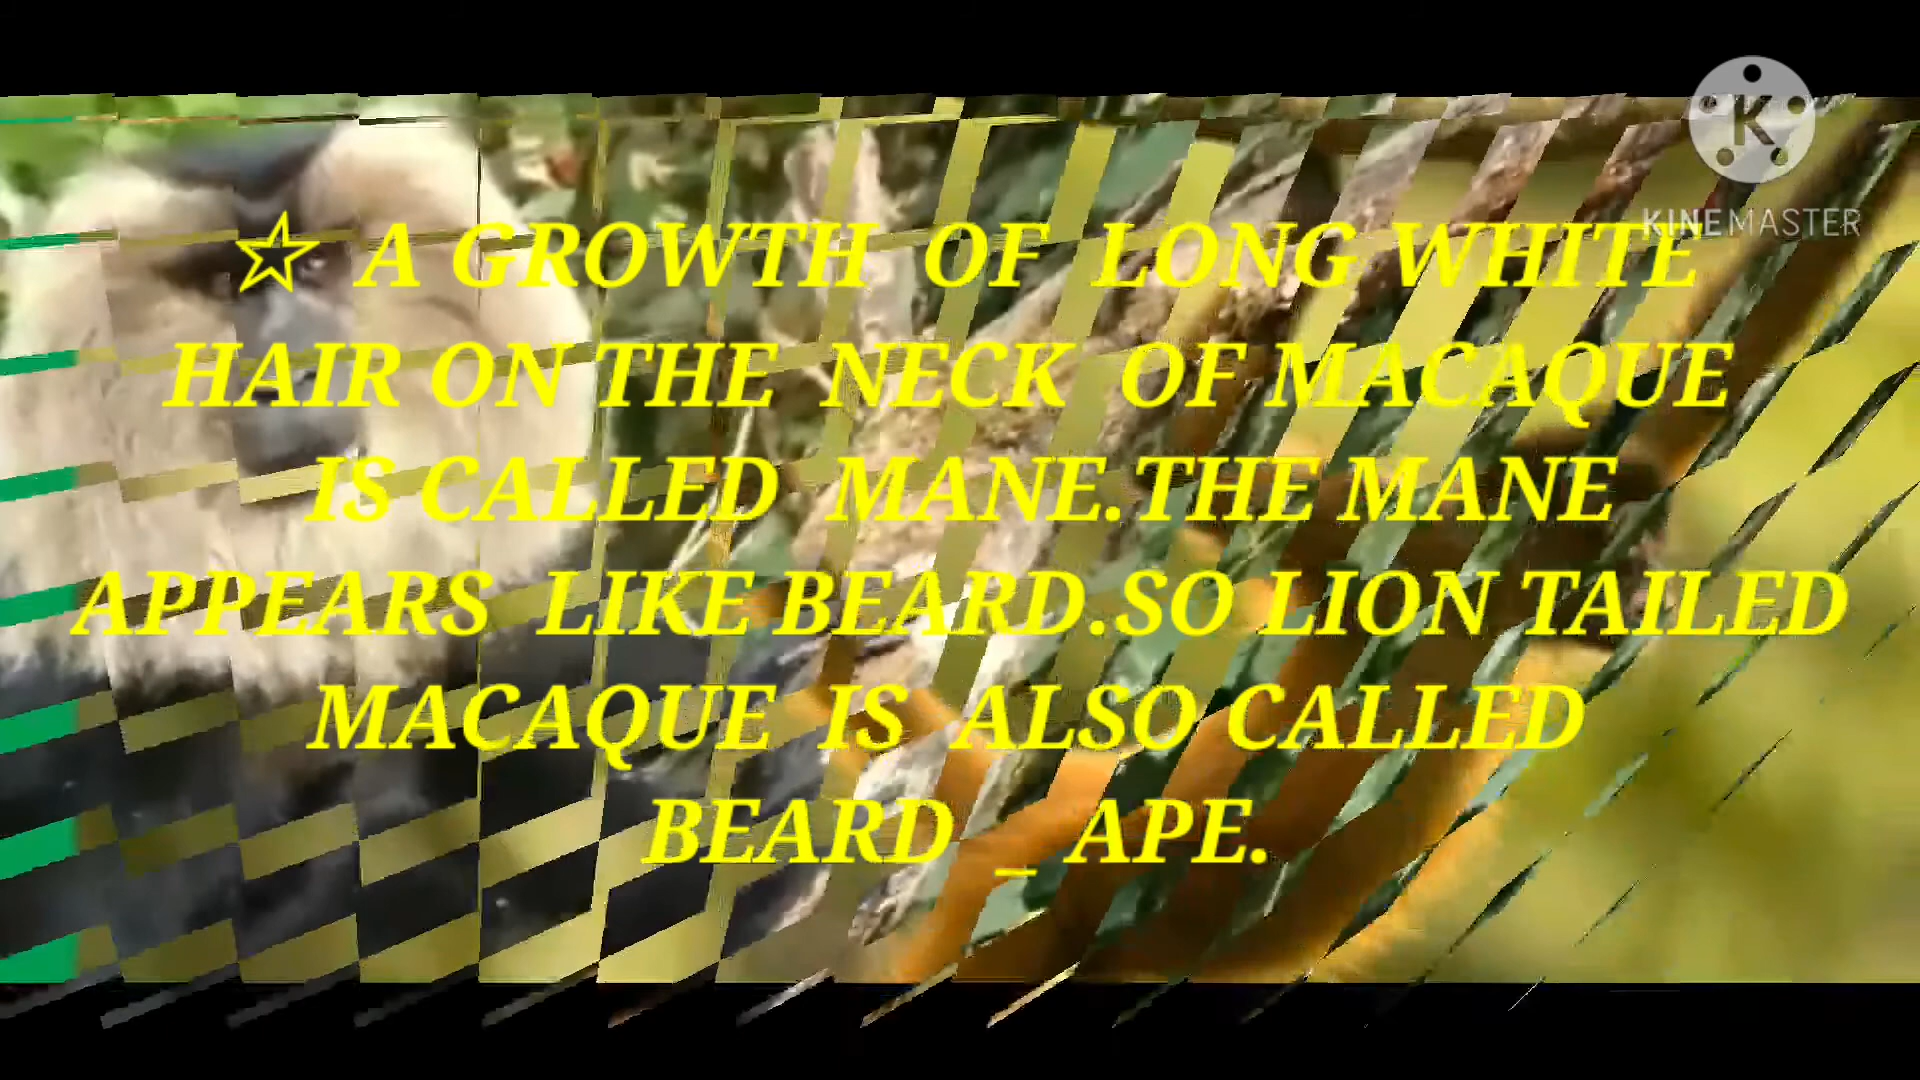 K
KINEMASTER
☆ A GROWTH OF LONG WHITE
HAIR ON THE NECK OF MACAQUE
IS CALLED MANE.THE MANE
APPEARS LIKE BEARD.SO LION TAILED
MACAQUE IS ALSO CALLED
BEARD _ APE.